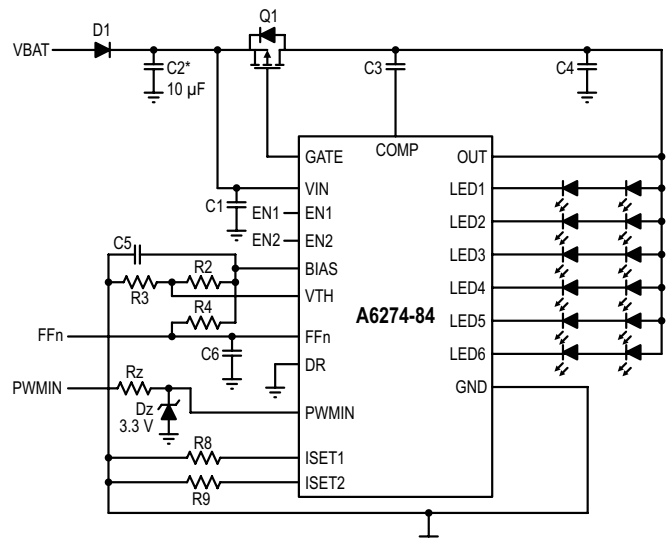 D1
Q1
VBAT
C2*
10 µF
C3
C4
GATE
COMP
OUT
VIN
LED1
C1
EN1
EN1
LED2
EN2
EN2
C5
LED3
BIAS
R2
R3
VTH
LED4
R4
A6274-84
LED5
FFn
FFn
C6
LED6
DR
Rz
GND
PWMIN
Dz
3.3 V
PWMIN
R8
ISET1
ISET2
R9